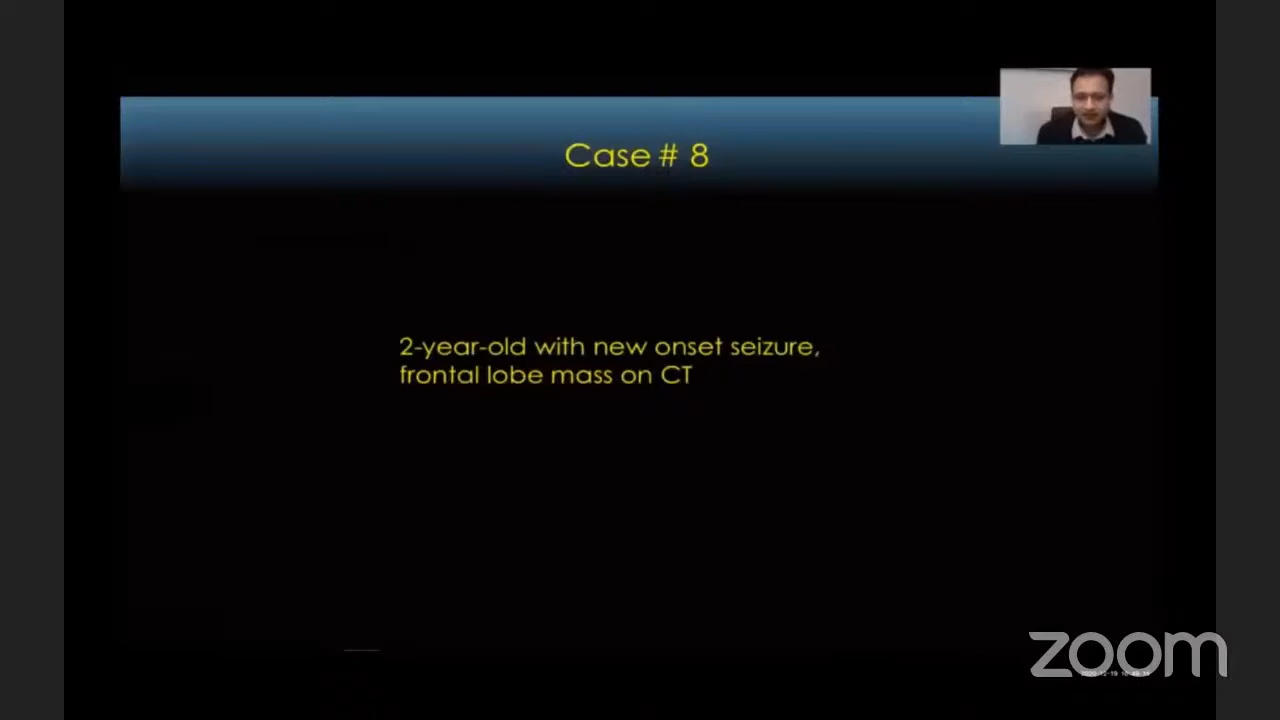 Case # 8
2-year-old with new onset seizure,
frontal lobe mass on CT
zoom